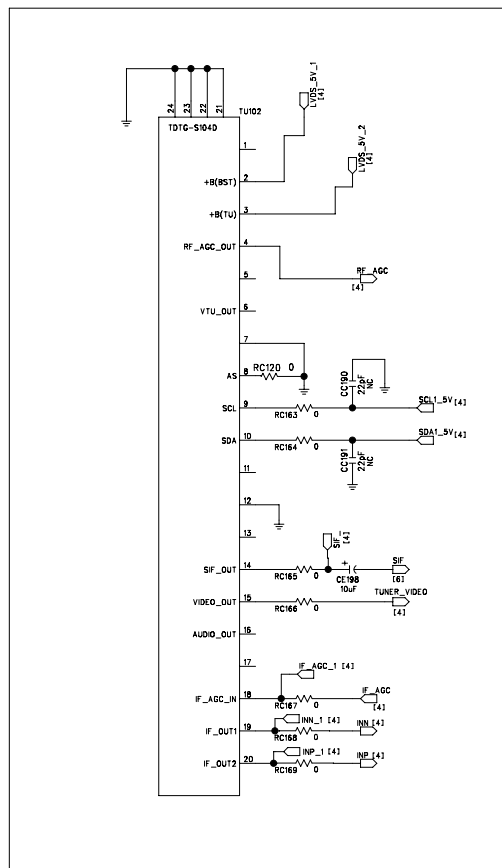 LVDS_5V_1
[4]
24
23
22
21
TU102
TDTG-S104D
LVDS_5V_2
[4]
1
+B(BST) 2
+B(TU) 3
RF_AGC_OUT 4
RF_AGC
[4]
5
VTU_OUT 6
7
AS 8 RC120 0
CC190
22pF
NC
SCL 9 RC163 0 SCL1_5V[4]
SDA 10 RC164 0 SDA1_5V[4]
CC191
22pF
NC
11
12
13
SIF_
[4]
SIF_OUT 14 RC165 0 + CE198 10uF SIF
[6]
VIDEO_OUT 15 RC166 0 TUNER_VIDEO
[4]
AUDIO_OUT 16
17
IF_AGC_1 [4]
IF_AGC_IN 18 RC167 0 IF_AGC
[4]
INN_1 [4]
IF_OUT1 19 RC168 0 INN[4]
INP_1 [4]
IF_OUT2 20 RC169 0 INP[4]